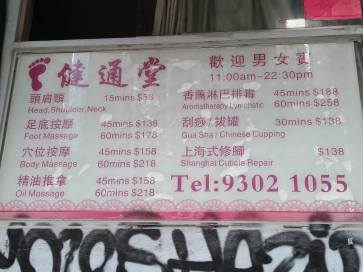 健通堂
歡迎男女賓
11:00am~22:30pm
頭肩頸 15mins $55
Head,Shoulder,Neck
足底按摩 45mins $138
Foot Massage 60mins $178
穴位按摩 45mins $158
Body Massage 60mins $218
精油推拿 45mins $158
Oil Massage 60mins $218
香薰淋巴排毒 45mins $188
Aromatherapy Lymphatic 60mins $258
刮痧/拔罐 30mins $138
Gua Sha / Chinese Cupping
上海式修腳 $138
Shanghai Cuticle Repair
Tel:9302 1055